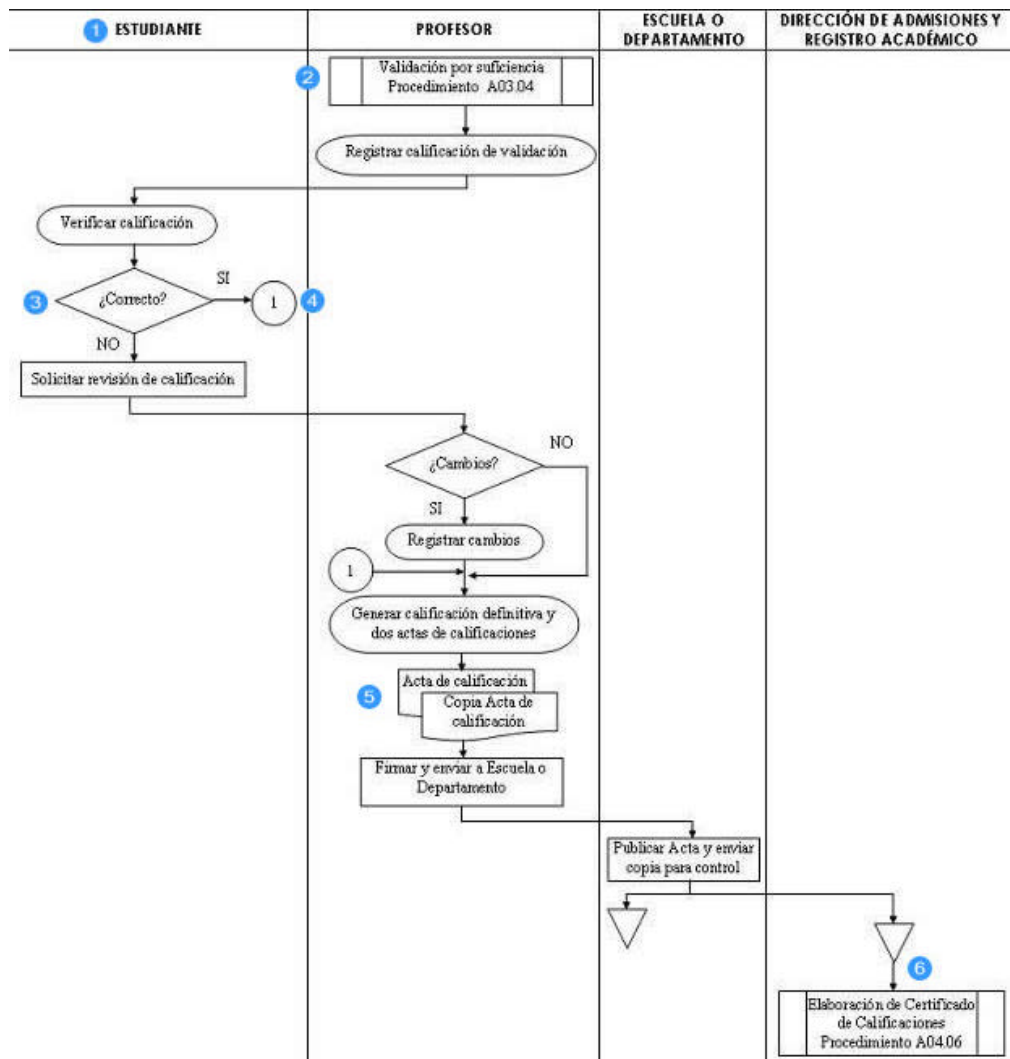 1 ESTUDIANTE
PROFESOR
ESCUELA O
DEPARTAMENTO
DIRECCIÓN DE ADMISIONES Y
REGISTRO ACADÉMICO
2
Validación por suficiencia
Procedimiento A03.04
Registrar calificación de validación
Verificar calificación
3
¿Correcto?
SI
1
4
NO
Solicitar revisión de calificación
¿Cambios?
NO
SI
Registrar cambios
1
Generar calificación definitiva y
dos actas de calificaciones
5
Acta de calificación
Copia Acta de
calificación
Firmar y enviar a Escuela o
Departamento
Publicar Acta y enviar
copia para control
6
Elaboración de Certificado
de Calificaciones
Procedimiento A04.06